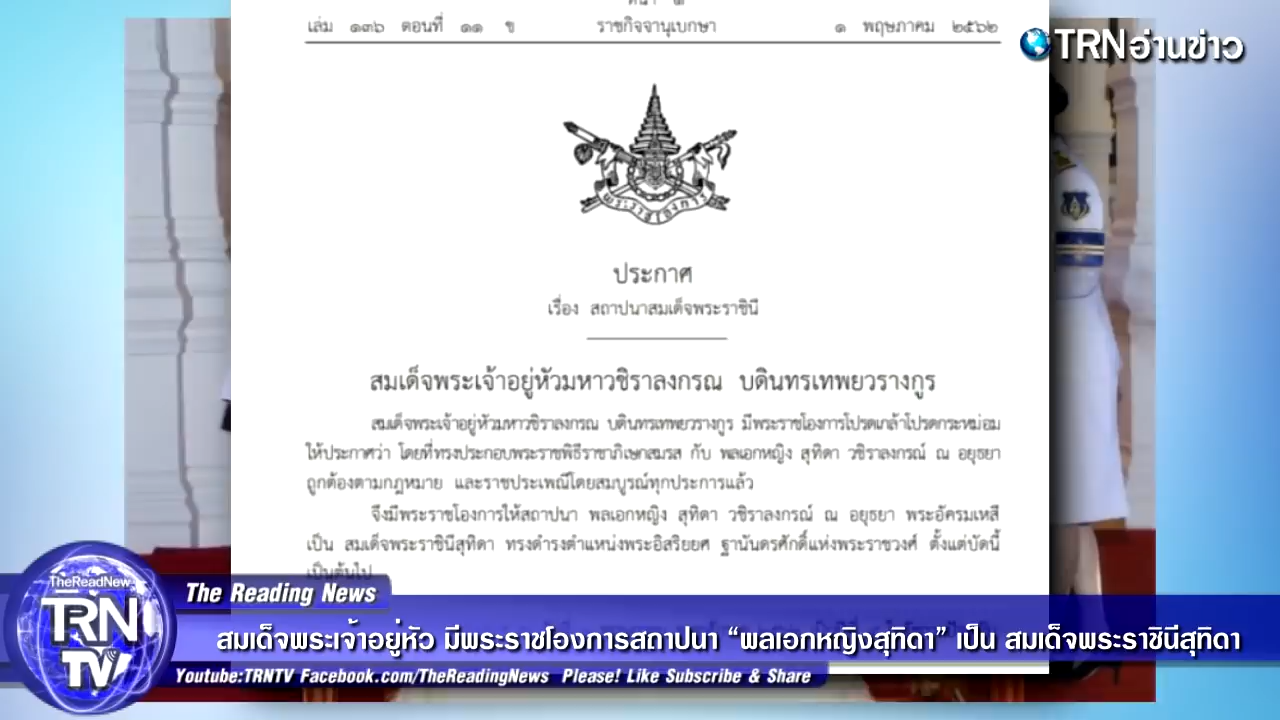 เล่ม ๑๓๖ ตอนที่ ๑๑ ข ราชกิจจานุเบกษา ๑ พฤษภาคม ๒๕๖๒
TRNอ่านข่าว
พระราชโองการ
ประกาศ
เรื่อง สถาปนาสมเด็จพระราชินี
สมเด็จพระเจ้าอยู่หัวมหาวชิราลงกรณ บดินทรเทพยวรางกูร
สมเด็จพระเจ้าอยู่หัวมหาวชิราลงกรณ บดินทรเทพยวรางกูร มีพระราชโองการโปรดเกล้าโปรดกระหม่อม
ให้ประกาศว่า โดยที่ทรงประกอบพระราชพิธีราชาภิเษกสมรส กับ พลเอกหญิง สุทิดา วชิราลงกรณ์ ณ อยุธยา
ถูกต้องตามกฎหมาย และราชประเพณีโดยสมบูรณ์ทุกประการแล้ว
จึงมีพระราชโองการให้สถาปนา พลเอกหญิง สุทิดา วชิราลงกรณ์ ณ อยุธยา พระอัครมเหสี
เป็น สมเด็จพระราชินีสุทิดา ทรงดำรงตำแหน่งพระอิสริยยศ ฐานันดรศักดิ์แห่งพระราชวงศ์ ตั้งแต่บัดนี้
เป็นต้นไป
TheReadNew
TRN
TV
The Reading News
สมเด็จพระเจ้าอยู่หัว มีพระราชโองการสถาปนา “พลเอกหญิงสุทิดา” เป็น สมเด็จพระราชินีสุทิดา
Youtube:TRNTV Facebook.com/TheReadingNews Please! Like Subscribe & Share